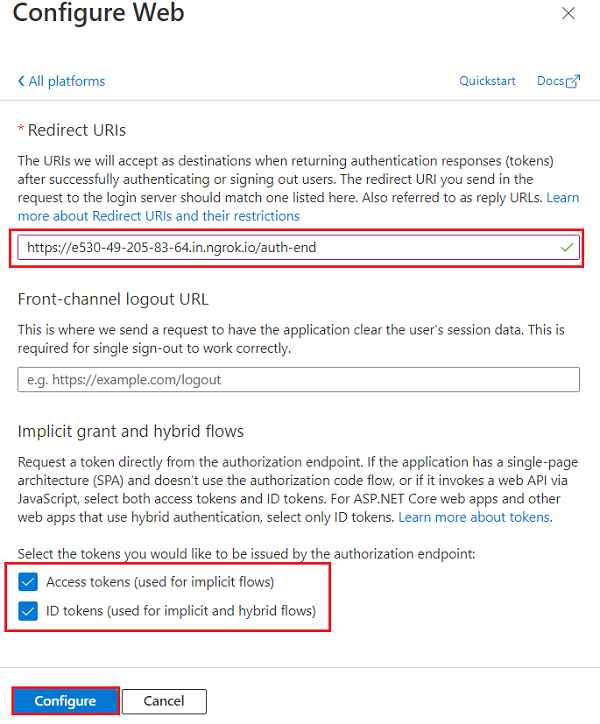 Configure Web
All platforms
Quickstart
Docs
* Redirect URIs
The URIs we will accept as destinations when returning authentication responses (tokens)
after successfully authenticating or signing out users. The redirect URI you send in the
request to the login server should match one listed here. Also referred to as reply URLs. Learn
more about Redirect URIs and their restrictions
https://e530-49-205-83-64.in.ngrok.io/auth-end
Front-channel logout URL
This is where we send a request to have the application clear the user's session data. This is
required for single sign-out to work correctly.
e.g. https://example.com/logout
Implicit grant and hybrid flows
Request a token directly from the authorization endpoint. If the application has a single-page
architecture (SPA) and doesn't use the authorization code flow, or if it invokes a web API via
JavaScript, select both access tokens and ID tokens. For ASP.NET Core web apps and other
web apps that use hybrid authentication, select only ID tokens. Learn more about tokens.
Select the tokens you would like to be issued by the authorization endpoint:
Access tokens (used for implicit flows)
ID tokens (used for implicit and hybrid flows)
Configure
Cancel